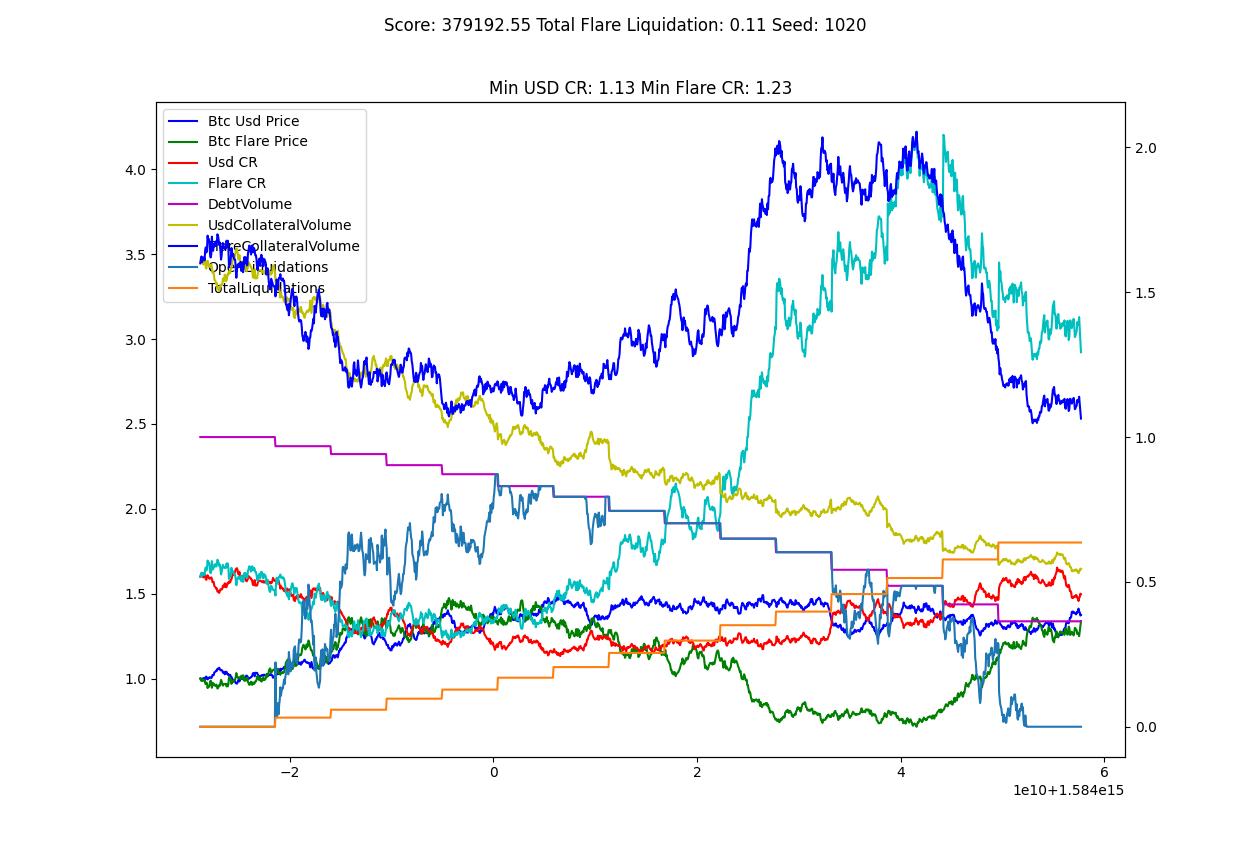 Score: 379192.55 Total Flare Liquidation: 0.11 Seed: 1020
Min USD CR: 1.13 Min Flare CR: 1.23
Btc Usd Price
Btc Flare Price
Usd CR
Flare CR
DebtVolume
UsdCollateralVolume
FlareCollateralVolume
OpenLiquidations
TotalLiquidations
4.0
3.5
3.0
2.5
2.0
1.5
1.0
2.0
1.5
1.0
0.5
0.0
−2
0
2
4
6
1e10+1.584e15